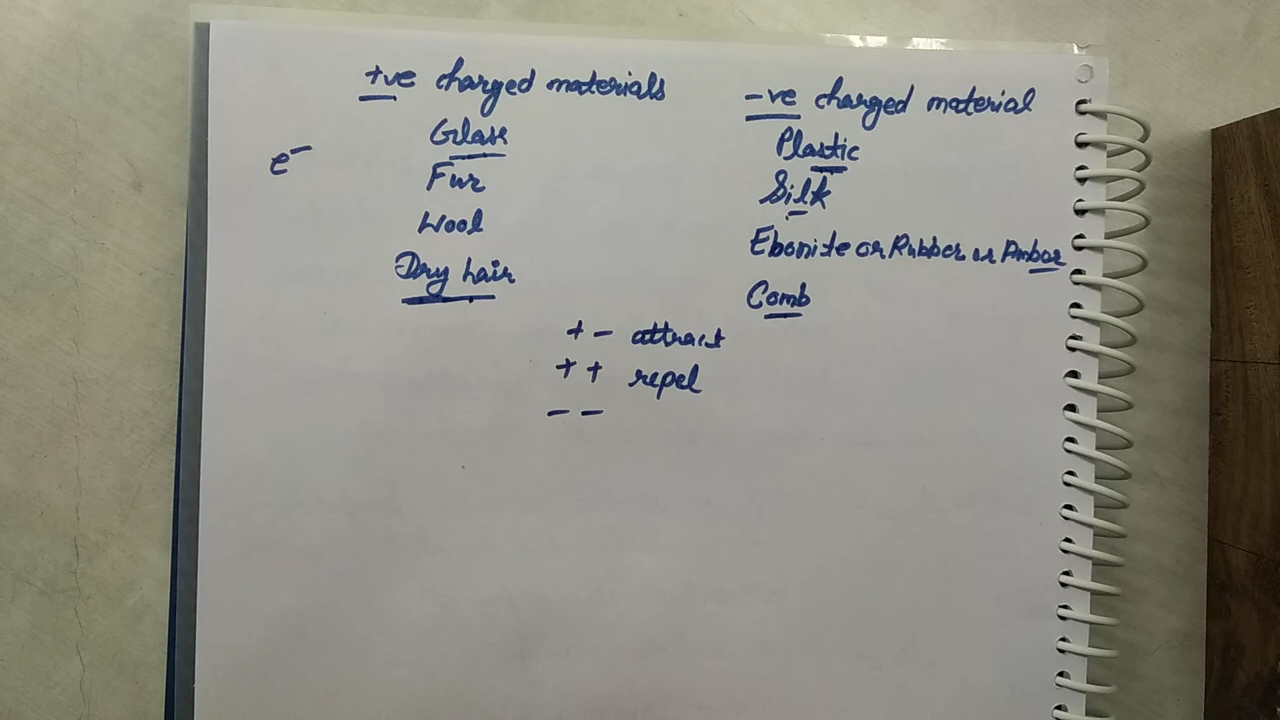 +ve charged materials
Glass
e⁻
Fur
Wool
Dry hair
-ve charged material
Plastic
Silk
Ebonite or Rubber or Ambar
Comb
+ - attract
+ + repel
- -